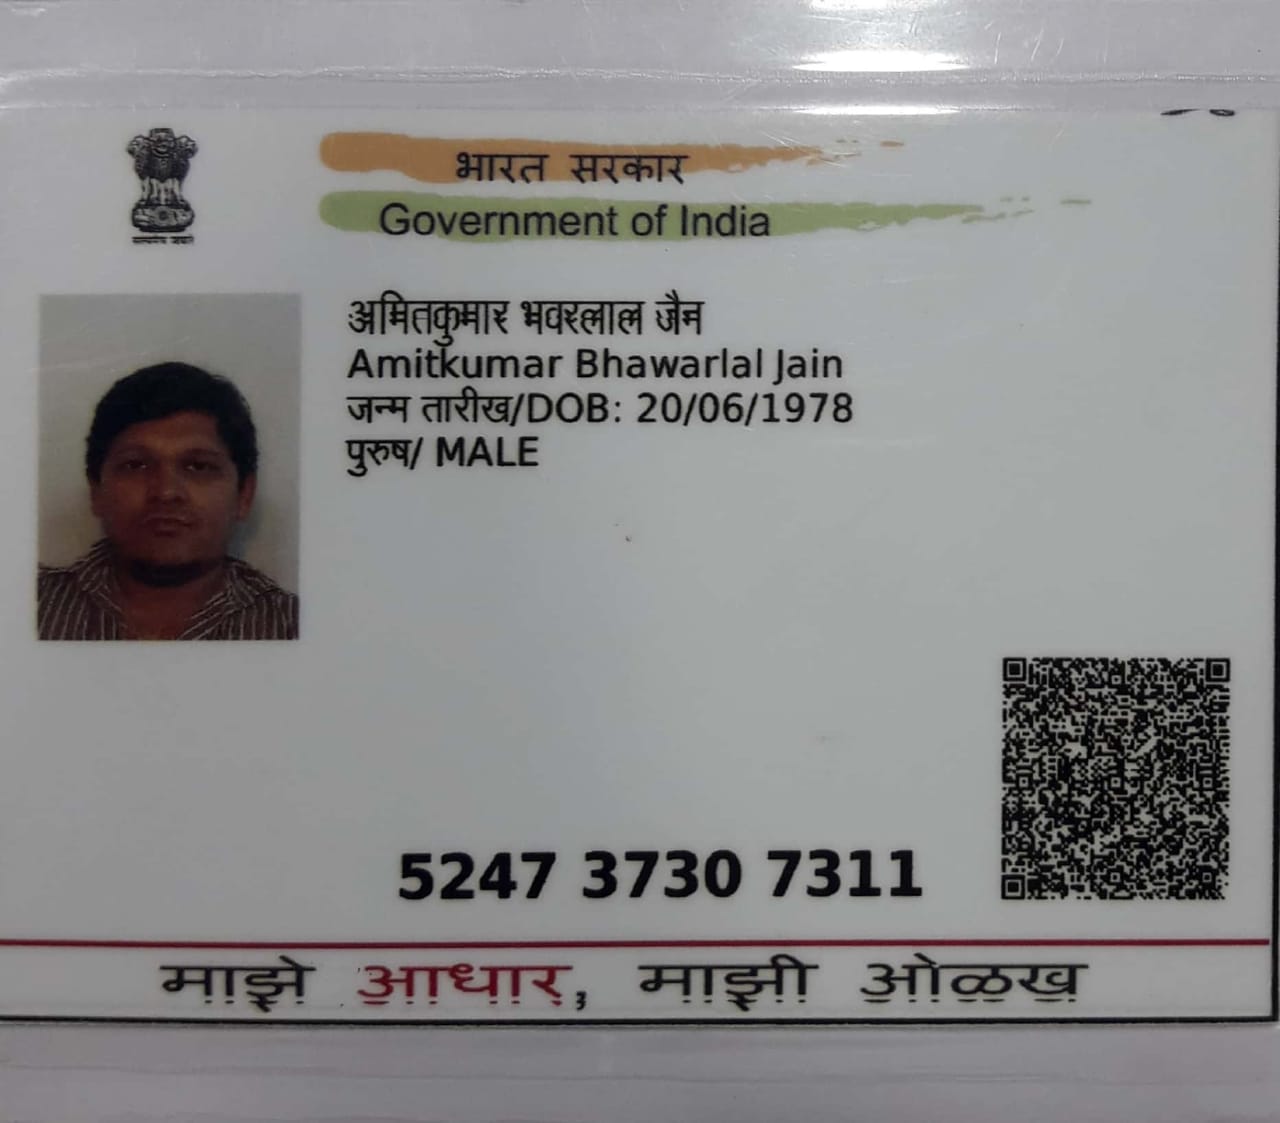 सत्यमेव जयते
भारत सरकार
Government of India
अमितकुमार भवरलाल जैन
Amitkumar Bhawarlal Jain
जन्म तारीख/DOB: 20/06/1978
पुरुष/ MALE
5247 3730 7311
माझे आधार, माझी ओळख